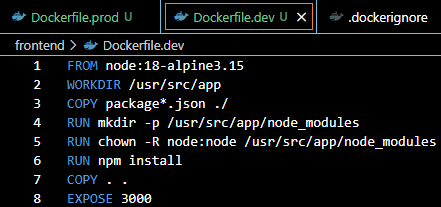 Dockerfile.prod U Dockerfile.dev U × .dockerignore
frontend > Dockerfile.dev
1 FROM node:18-alpine3.15
2 WORKDIR /usr/src/app
3 COPY package*.json ./
4 RUN mkdir -p /usr/src/app/node_modules
5 RUN chown -R node:node /usr/src/app/node_modules
6 RUN npm install
7 COPY . .
8 EXPOSE 3000